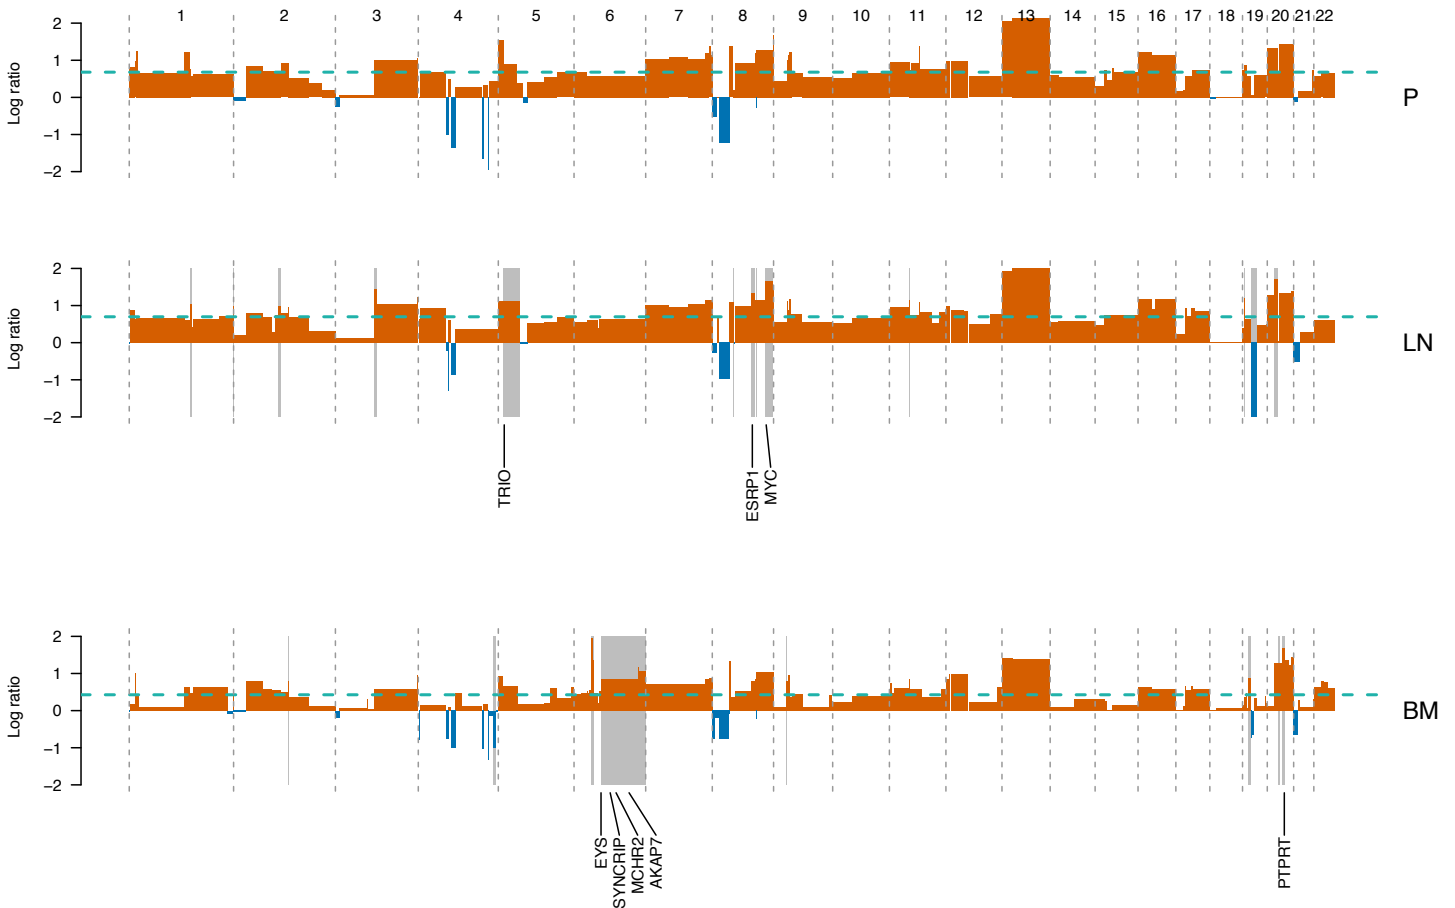 1 2 3 4 5 6 7 8 9 10 11 12 13 14 15 16 17 18 19 20 21 22
2
1
0
−1
−2
Log ratio
P
2
1
0
−1
−2
Log ratio
LN
TRIO
ESRP1
MYC
2
1
0
−1
−2
Log ratio
BM
EYS
SYNCRIP
MCHR2
AKAP7
PTPRT